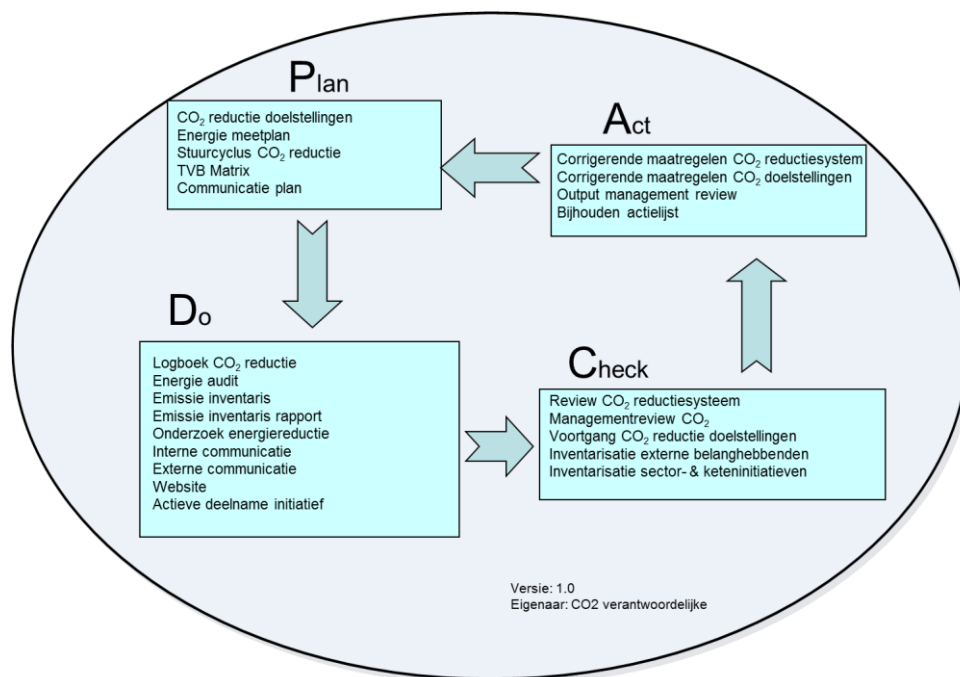 Plan
CO₂ reductie doelstellingen
Energie meetplan
Stuurcyclus CO₂ reductie
TVB Matrix
Communicatie plan
Act
Corrigerende maatregelen CO₂ reductiesystem
Corrigerende maatregelen CO₂ doelstellingen
Output management review
Bijhouden actielijst
Do
Logboek CO₂ reductie
Energie audit
Emissie inventaris
Emissie inventaris rapport
Onderzoek energiereductie
Interne communicatie
Externe communicatie
Website
Actieve deelname initiatief
Check
Review CO₂ reductiesysteem
Managementreview CO₂
Voortgang CO₂ reductie doelstellingen
Inventarisatie externe belanghebbenden
Inventarisatie sector- & keteninitiatieven
Versie: 1.0
Eigenaar: CO2 verantwoordelijke